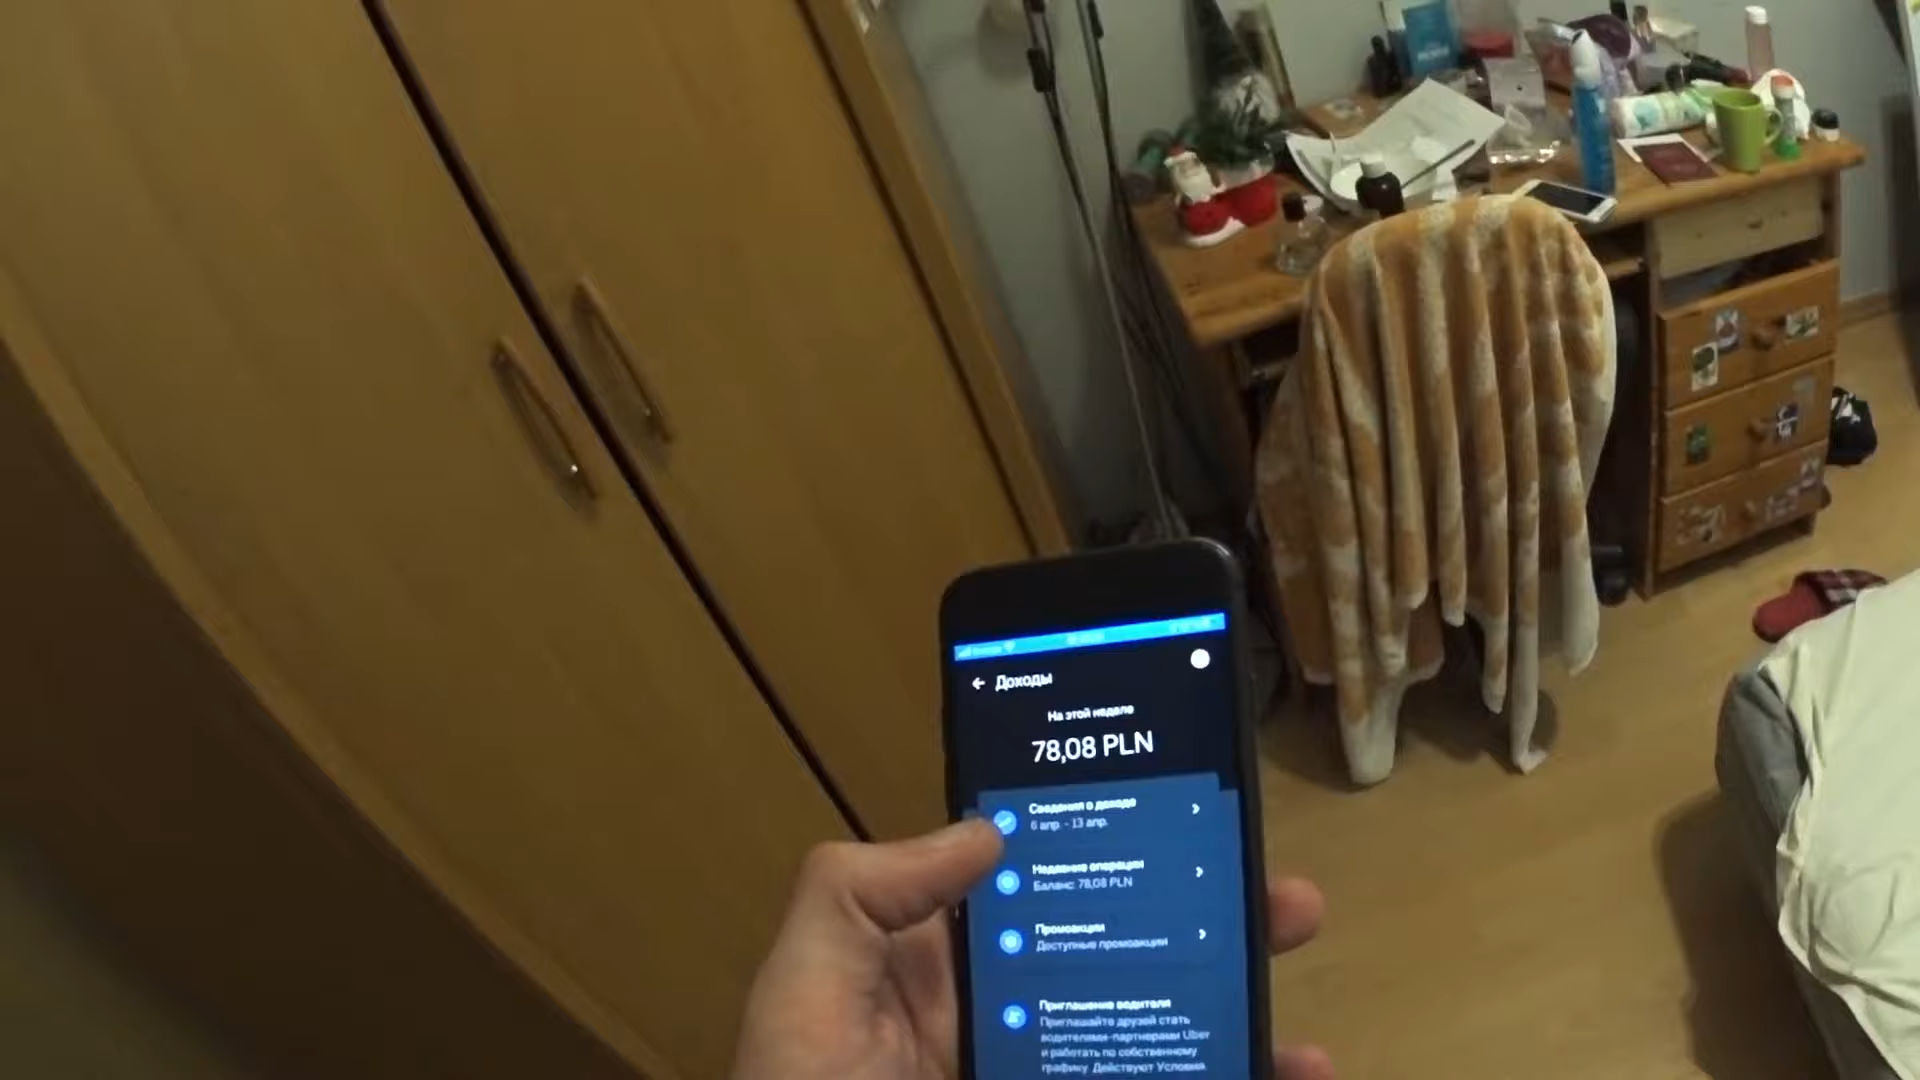 Доходы
На этой неделе
78,08 PLN
Сведения о доходе
6 апр. - 13 апр.
Недавние операции
Баланс: 78,08 PLN
Промоакции
Доступные промоакции
Приглашение водителя
Приглашайте друзей стать
водителями-партнерами Uber
и работать по собственному
графику. Действуют Условия.